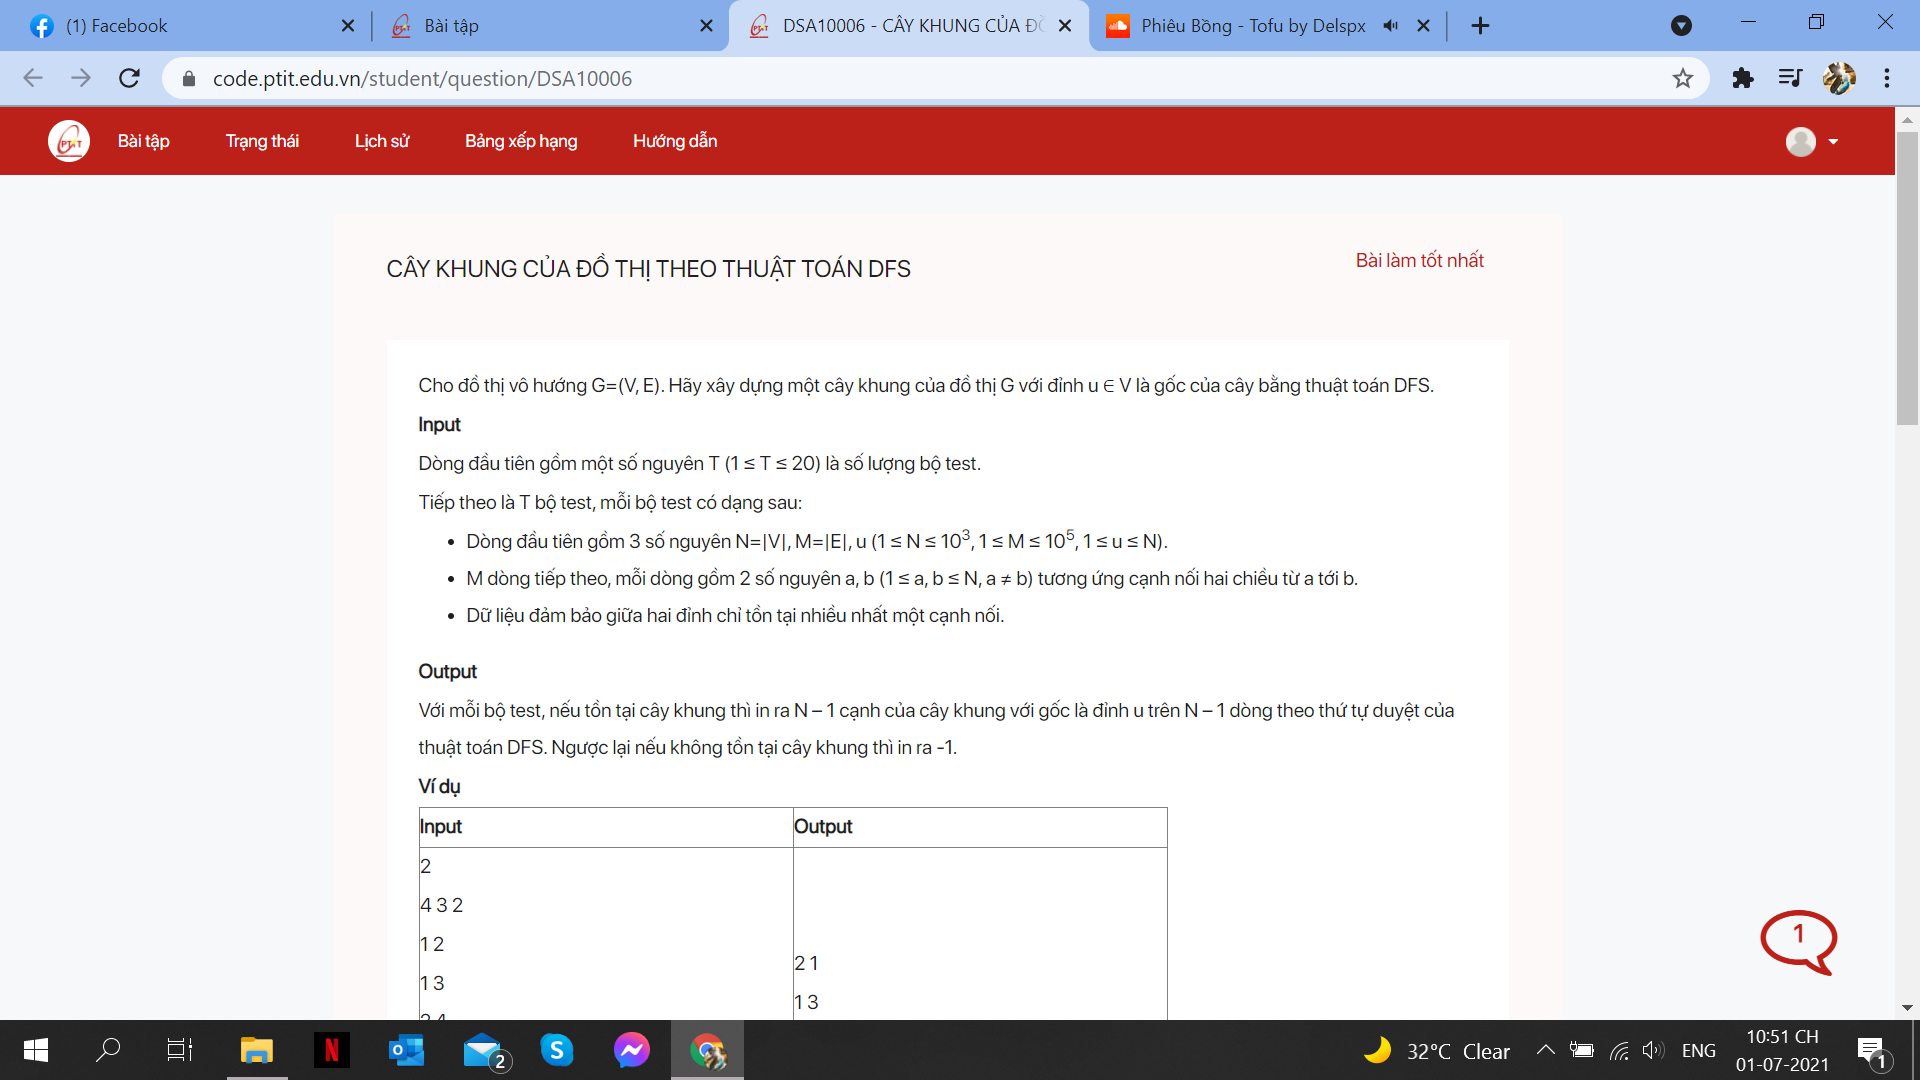 (1) Facebook
Bài tập
DSA10006 - CÂY KHUNG CỦA ĐỒ
Phiêu Bồng - Tofu by Delspx
code.ptit.edu.vn/student/question/DSA10006
PTIT
Bài tập
Trạng thái
Lịch sử
Bảng xếp hạng
Hướng dẫn
CÂY KHUNG CỦA ĐỒ THỊ THEO THUẬT TOÁN DFS
Bài làm tốt nhất
Cho đồ thị vô hướng G=(V, E). Hãy xây dựng một cây khung của đồ thị G với đỉnh u ∈ V là gốc của cây bằng thuật toán DFS.
Input
Dòng đầu tiên gồm một số nguyên T (1 ≤ T ≤ 20) là số lượng bộ test.
Tiếp theo là T bộ test, mỗi bộ test có dạng sau:
• Dòng đầu tiên gồm 3 số nguyên N=|V|, M=|E|, u (1 ≤ N ≤ 10³, 1 ≤ M ≤ 10⁵, 1 ≤ u ≤ N).
• M dòng tiếp theo, mỗi dòng gồm 2 số nguyên a, b (1 ≤ a, b ≤ N, a ≠ b) tương ứng cạnh nối hai chiều từ a tới b.
• Dữ liệu đảm bảo giữa hai đỉnh chỉ tồn tại nhiều nhất một cạnh nối.
Output
Với mỗi bộ test, nếu tồn tại cây khung thì in ra N – 1 cạnh của cây khung với gốc là đỉnh u trên N – 1 dòng theo thứ tự duyệt của
thuật toán DFS. Ngược lại nếu không tồn tại cây khung thì in ra -1.
Ví dụ
Input
Output
2
4 3 2
1 2
1 3
2 1
1 3
1
2
N
S
32°C Clear
ENG
10:51 CH
01-07-2021
1